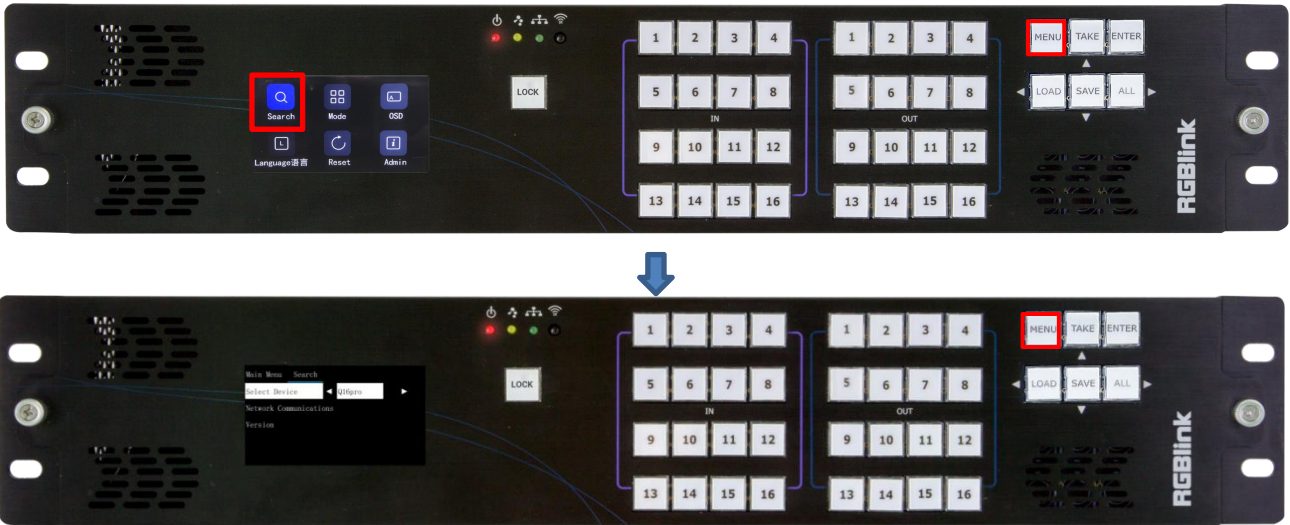 1 2 3 4 1 2 3 4 MENU TAKE ENTER
Search Mode OSD
LOCK
5 6 7 8 5 6 7 8 LOAD SAVE ALL
IN OUT
L
Language语言 Reset Admin
9 10 11 12 9 10 11 12
13 14 15 16 13 14 15 16
RGBlink
1 2 3 4 1 2 3 4 MENU TAKE ENTER
Main Menu Search
Select Device Q16pro
LOCK
5 6 7 8 5 6 7 8 LOAD SAVE ALL
Network Communications
IN OUT
Version
9 10 11 12 9 10 11 12
13 14 15 16 13 14 15 16
RGBlink